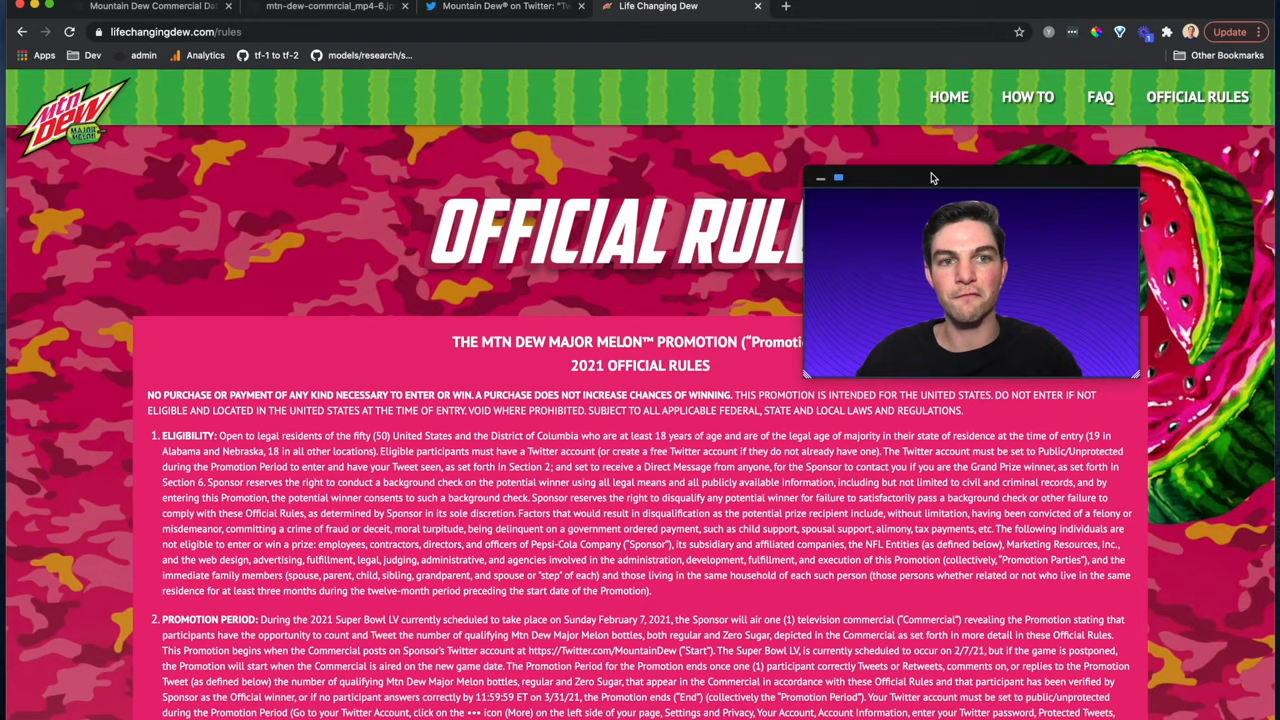 Mountain Dew Commercial Da
mtn-dew-commrcial_mp4-6.jp
Mountain Dew® on Twitter: "Tw
Life Changing Dew
lifechangingdew.com/rules
Update
Apps
Dev
admin
Analytics
tf-1 to tf-2
models/research/s...
Other Bookmarks
Mtn
Dew
MAJOR
MELON
HOME
HOW TO
FAQ
OFFICIAL RULES
OFFICIAL RULE
THE MTN DEW MAJOR MELON™ PROMOTION ("Promoti
2021 OFFICIAL RULES
NO PURCHASE OR PAYMENT OF ANY KIND NECESSARY TO ENTER OR WIN. A PURCHASE DOES NOT INCREASE CHANCES OF WINNING. THIS PROMOTION IS INTENDED FOR THE UNITED STATES. DO NOT ENTER IF NOT
ELIGIBLE AND LOCATED IN THE UNITED STATES AT THE TIME OF ENTRY. VOID WHERE PROHIBITED. SUBJECT TO ALL APPLICABLE FEDERAL, STATE AND LOCAL LAWS AND REGULATIONS.
1. ELIGIBILITY: Open to legal residents of the fifty (50) United States and the District of Columbia who are at least 18 years of age and are of the legal age of majority in their state of residence at the time of entry (19 in
Alabama and Nebraska, 18 in all other locations). Eligible participants must have a Twitter account (or create a free Twitter account if they do not already have one). The Twitter account must be set to Public/Unprotected
during the Promotion Period to enter and have your Tweet seen, as set forth in Section 2; and set to receive a Direct Message from anyone, for the Sponsor to contact you if you are the Grand Prize winner, as set forth in
Section 6. Sponsor reserves the right to conduct a background check on the potential winner using all legal means and all publicly available information, including but not limited to civil and criminal records, and by
entering this Promotion, the potential winner consents to such a background check. Sponsor reserves the right to disqualify any potential winner for failure to satisfactorily pass a background check or other failure to
comply with these Official Rules, as determined by Sponsor in its sole discretion. Factors that would result in disqualification as the potential prize recipient include, without limitation, having been convicted of a felony or
misdemeanor, committing a crime of fraud or deceit, moral turpitude, being delinquent on a government ordered payment, such as child support, spousal support, alimony, tax payments, etc. The following individuals are
not eligible to enter or win a prize: employees, contractors, directors, and officers of Pepsi-Cola Company ("Sponsor"), its subsidiary and affiliated companies, the NFL Entities (as defined below), Marketing Resources, Inc.,
and the web design, advertising, fulfillment, legal, judging, administrative, and agencies involved in the administration, development, fulfillment, and execution of this Promotion (collectively, "Promotion Parties"), and the
immediate family members (spouse, parent, child, sibling, grandparent, and spouse or "step" of each) and those living in the same household of each such person (those persons whether related or not who live in the same
residence for at least three months during the twelve-month period preceding the start date of the Promotion).
2. PROMOTION PERIOD: During the 2021 Super Bowl LV currently scheduled to take place on Sunday February 7, 2021, the Sponsor will air one (1) television commercial ("Commercial") revealing the Promotion stating that
participants have the opportunity to count and Tweet the number of qualifying Mtn Dew Major Melon bottles, both regular and Zero Sugar, depicted in the Commercial as set forth in more detail in these Official Rules.
This Promotion begins when the Commercial posts on Sponsor's Twitter account at https://Twitter.com/MountainDew ("Start"). The Super Bowl LV, is currently scheduled to occur on 2/7/21, but if the game is postponed,
the Promotion will start when the Commercial is aired on the new game date. The Promotion Period for the Promotion ends once one (1) participant correctly Tweets or Retweets, comments on, or replies to the Promotion
Tweet (as defined below) the number of qualifying Mtn Dew Major Melon bottles, regular and Zero Sugar, that appear in the Commercial in accordance with these Official Rules and that participant has been verified by
Sponsor as the Official winner, or if no participant answers correctly by 11:59:59 ET on 3/31/21, the Promotion ends ("End") (collectively the "Promotion Period"). Your Twitter account must be set to public/unprotected
during the Promotion Period (Go to your Twitter Account, click on the ••• icon (More) on the left side of your page, Settings and Privacy, Your Account, Account Information, enter your Twitter password, Protected Tweets,